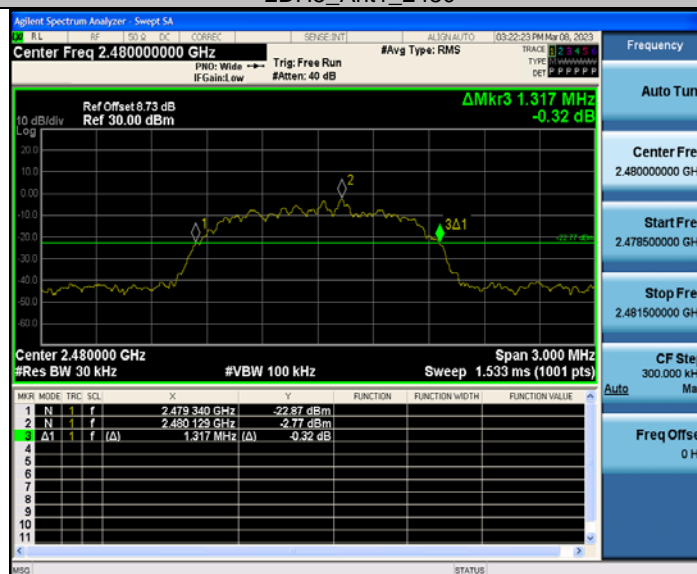 Agilent Spectrum Analyzer - Swept SA
RL RF 50 Ω DC CORREC SENSE:INT ALIGN AUTO 03:22:23 PM Mar 08, 2023
Center Freq 2.480000000 GHz #Avg Type: RMS TRACE 1 2 3 4 5 6
PNO: Wide Trig: Free Run TYPE M
IFGain:Low #Atten: 40 dB DET P P P P P P
Ref Offset 8.73 dB ΔMkr3 1.317 MHz
10 dB/div Ref 30.00 dBm -0.32 dB
Log
20.0
10.0
0.00
-10.0
-20.0
-30.0
-40.0
-50.0
-60.0
1
2
3Δ1
-22.77 dBm
Center 2.480000 GHz Span 3.000 MHz
#Res BW 30 kHz #VBW 100 kHz Sweep 1.533 ms (1001 pts)
MKR MODE TRC SCL X Y FUNCTION FUNCTION WIDTH FUNCTION VALUE
1 N 1 f 2.479 340 GHz -22.87 dBm
2 N 1 f 2.480 129 GHz -2.77 dBm
3 Δ1 1 f (Δ) 1.317 MHz (Δ) -0.32 dB
4
5
6
7
8
9
10
11
MSG STATUS
Frequency
Auto Tun
Center Fre
2.480000000 GH
Start Fre
2.478500000 GH
Stop Fre
2.481500000 GH
CF Ste
300.000 kH
Auto Ma
Freq Offse
0 H